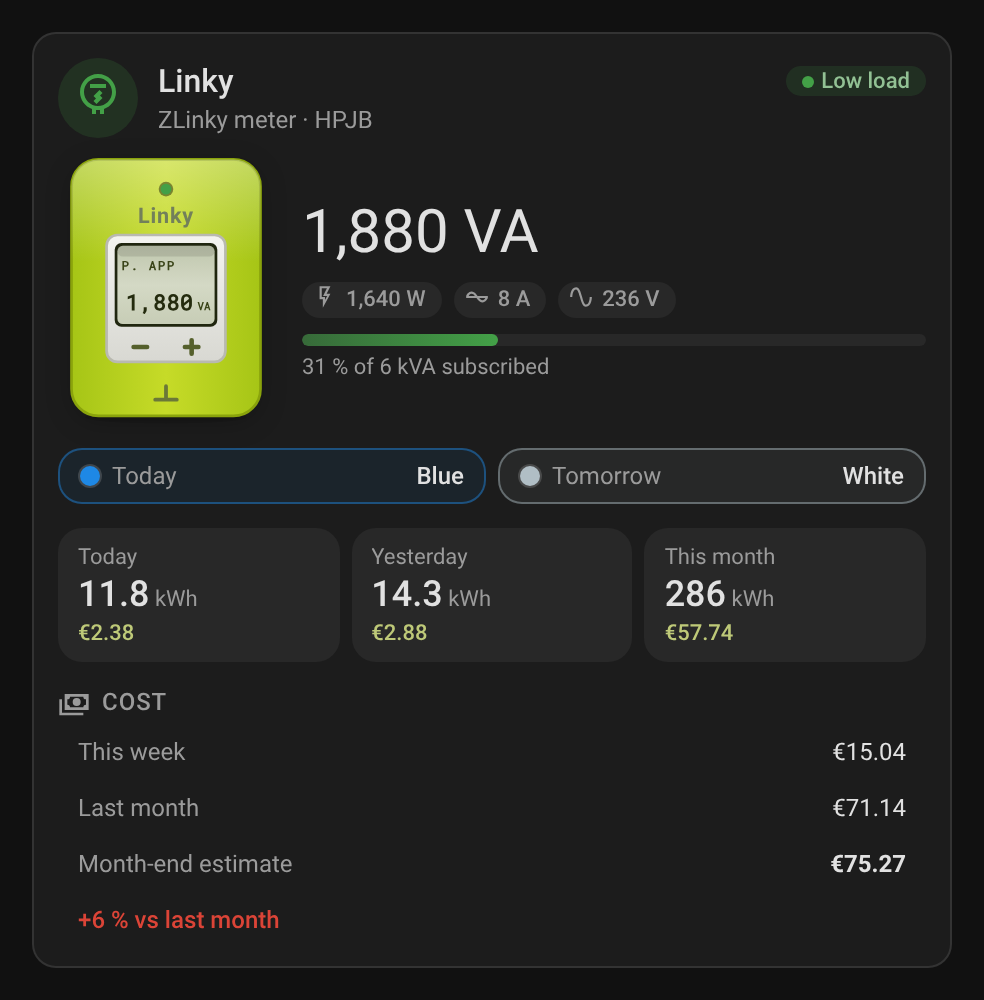 Linky
Low load
ZLinky meter · HPJB
Linky
P. APP
1,880 VA
1,880 VA
1,640 W
8 A
236 V
31 % of 6 kVA subscribed
Today
Blue
Tomorrow
White
Today
11.8 kWh
€2.38
Yesterday
14.3 kWh
€2.88
This month
286 kWh
€57.74
COST
This week
€15.04
Last month
€71.14
Month-end estimate
€75.27
+6 % vs last month